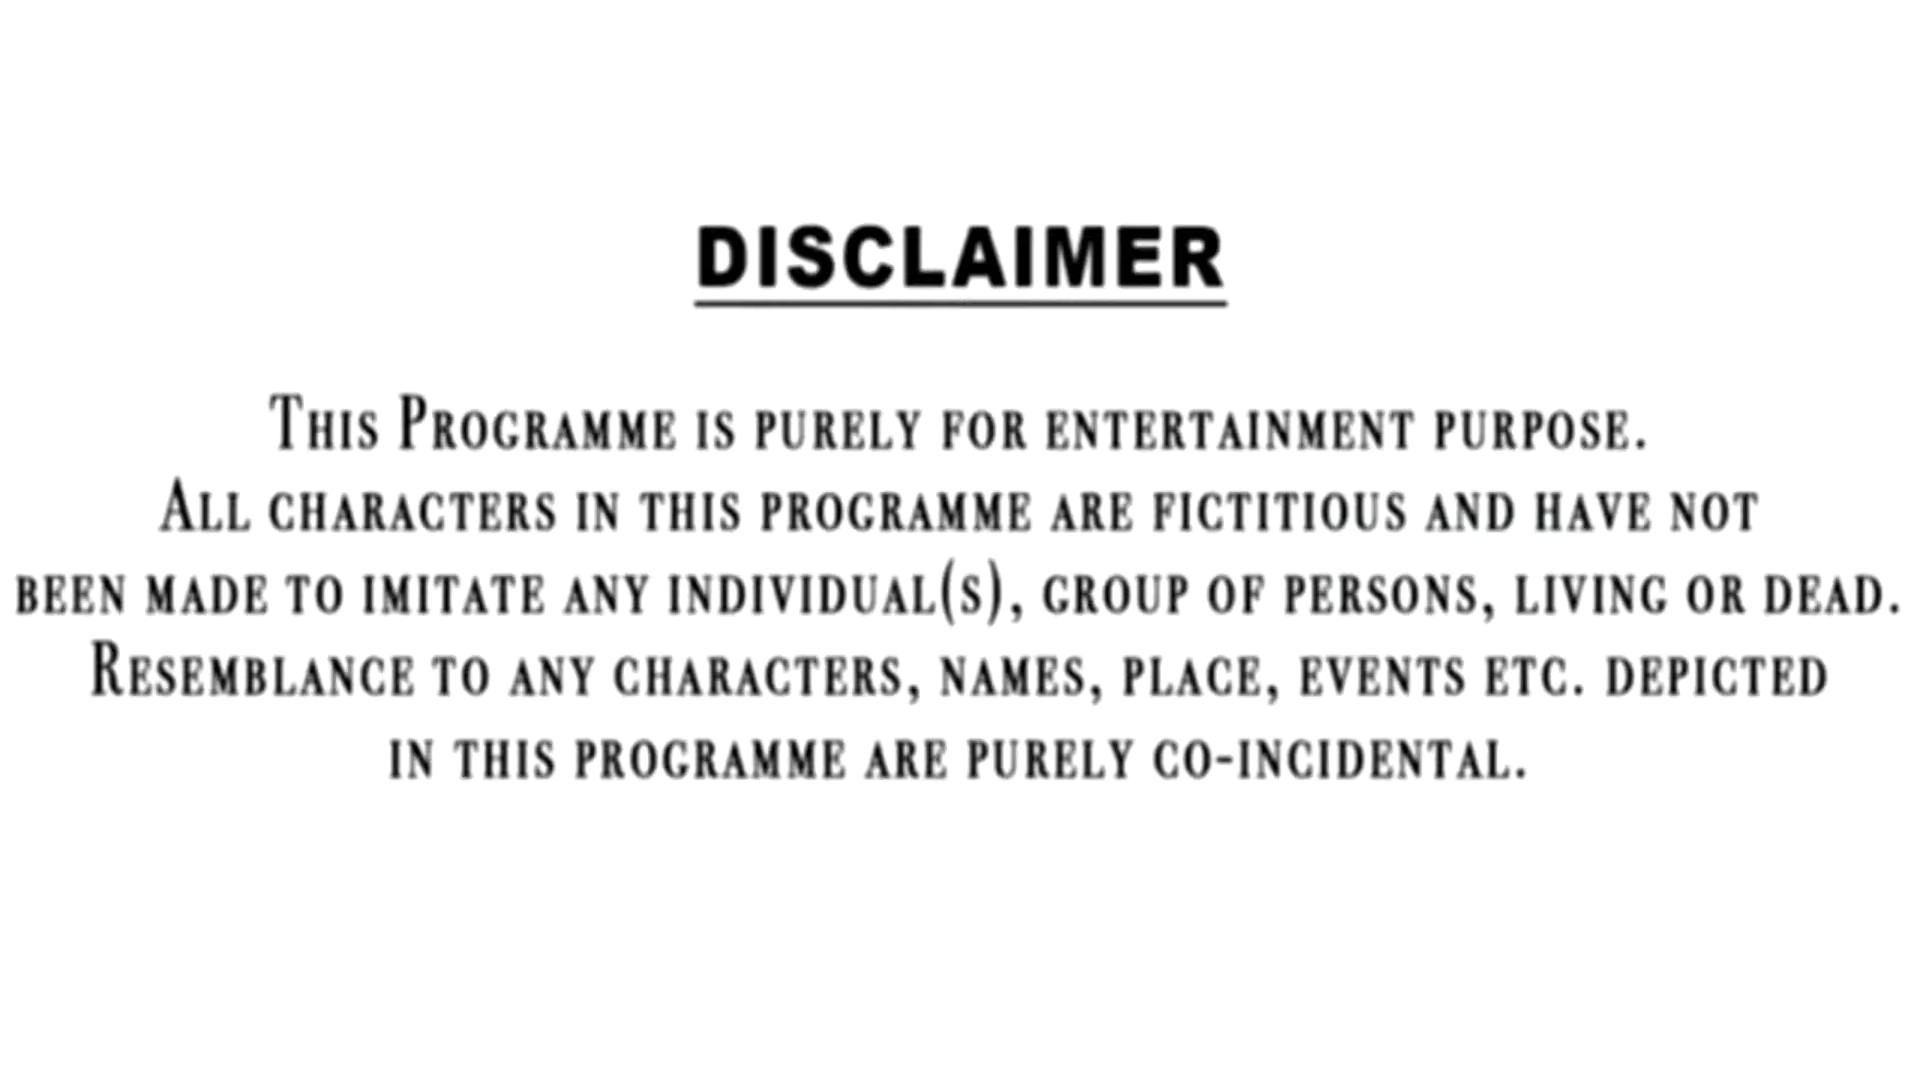 DISCLAIMER
This Programme is purely for entertainment purpose.
All characters in this programme are fictitious and have not
been made to imitate any individual(s), group of persons, living or dead.
Resemblance to any characters, names, place, events etc. depicted
in this programme are purely co-incidental.